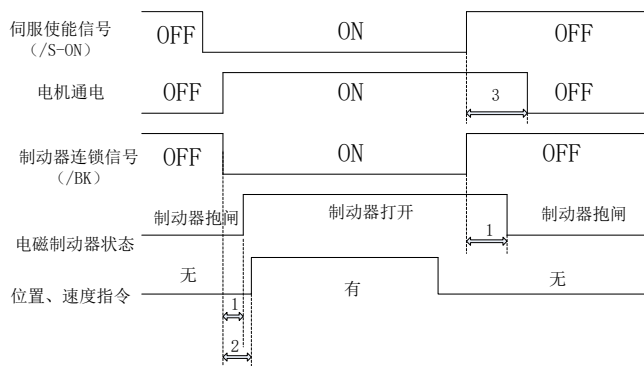 伺服使能信号
（/S-ON）
OFF
ON
OFF
电机通电
OFF
ON
3
OFF
制动器连锁信号
（/BK）
OFF
ON
OFF
电磁制动器状态
制动器抱闸
制动器打开
1
制动器抱闸
位置、速度指令
无
有
无
1
2